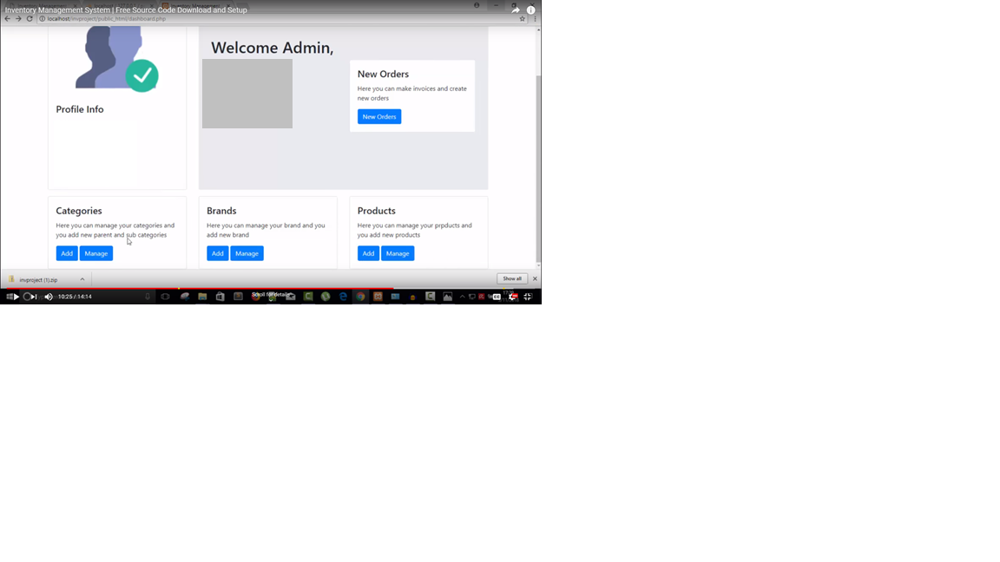 Inventory Management System | Free Source Code Download and Setup
localhost/invproject/public_html/dashboard.php
Welcome Admin,
Profile Info
New Orders
Here you can make invoices and create
new orders
New Orders
Categories
Here you can manage your categories and
you add new parent and sub categories
Add
Manage
Brands
Here you can manage your brand and you
add new brand
Add
Manage
Products
Here you can manage your prpducts and
you add new products
Add
Manage
invproject (1).zip
Show all
10:25 / 14:14
Scroll for details